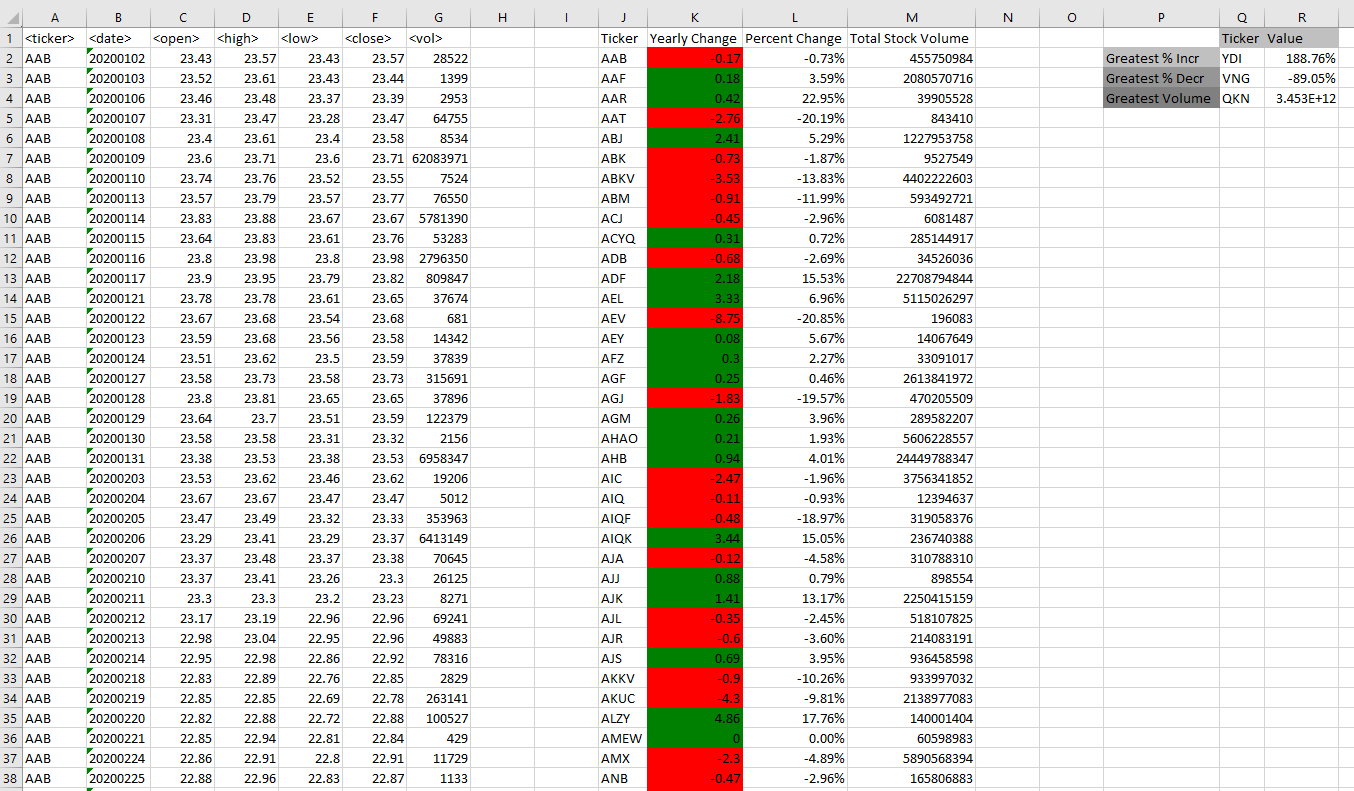 A B C D E F G H I J K L M N O P Q R
1 <ticker> <date> <open> <high> <low> <close> <vol> Ticker Yearly Change Percent Change Total Stock Volume Ticker Value
2 AAB 20200102 23.43 23.57 23.43 23.57 28522 AAB -0.17 -0.73% 455750984 Greatest % Incr YDI 188.76%
3 AAB 20200103 23.52 23.61 23.43 23.44 1399 AAF 0.18 3.59% 2080570716 Greatest % Decr VNG -89.05%
4 AAB 20200106 23.46 23.48 23.37 23.39 2953 AAR 0.42 22.95% 39905528 Greatest Volume QKN 3.453E+12
5 AAB 20200107 23.31 23.47 23.28 23.47 64755 AAT -2.76 -20.19% 843410
6 AAB 20200108 23.4 23.61 23.4 23.58 8534 ABJ 2.41 5.29% 1227953758
7 AAB 20200109 23.6 23.71 23.6 23.71 62083971 ABK -0.73 -1.87% 9527549
8 AAB 20200110 23.74 23.76 23.52 23.55 7524 ABKV -3.53 -13.83% 4402222603
9 AAB 20200113 23.57 23.79 23.57 23.77 76550 ABM -0.91 -11.99% 593492721
10 AAB 20200114 23.83 23.88 23.67 23.67 5781390 ACJ -0.45 -2.96% 6081487
11 AAB 20200115 23.64 23.83 23.61 23.76 53283 ACYQ 0.31 0.72% 285144917
12 AAB 20200116 23.8 23.98 23.8 23.98 2796350 ADB -0.68 -2.69% 34526036
13 AAB 20200117 23.9 23.95 23.79 23.82 809847 ADF 2.18 15.53% 22708794844
14 AAB 20200121 23.78 23.78 23.61 23.65 37674 AEL 3.33 6.96% 5115026297
15 AAB 20200122 23.67 23.68 23.54 23.68 681 AEV -8.75 -20.85% 196083
16 AAB 20200123 23.59 23.68 23.56 23.58 14342 AEY 0.08 5.67% 14067649
17 AAB 20200124 23.51 23.62 23.5 23.59 37839 AFZ 0.3 2.27% 33091017
18 AAB 20200127 23.58 23.73 23.58 23.73 315691 AGF 0.25 0.46% 2613841972
19 AAB 20200128 23.8 23.81 23.65 23.65 37896 AGJ -1.83 -19.57% 470205509
20 AAB 20200129 23.64 23.7 23.51 23.59 122379 AGM 0.26 3.96% 289582207
21 AAB 20200130 23.58 23.58 23.31 23.32 2156 AHAO 0.21 1.93% 5606228557
22 AAB 20200131 23.38 23.53 23.38 23.53 6958347 AHB 0.94 4.01% 24449788347
23 AAB 20200203 23.53 23.62 23.46 23.62 19206 AIC -2.47 -1.96% 3756341852
24 AAB 20200204 23.67 23.67 23.47 23.47 5012 AIQ -0.11 -0.93% 12394637
25 AAB 20200205 23.47 23.49 23.32 23.33 353963 AIQF -0.48 -18.97% 319058376
26 AAB 20200206 23.29 23.41 23.29 23.37 6413149 AIQK 3.44 15.05% 236740388
27 AAB 20200207 23.37 23.48 23.37 23.38 70645 AJA -0.12 -4.58% 310788310
28 AAB 20200210 23.37 23.41 23.26 23.3 26125 AJJ 0.88 0.79% 898554
29 AAB 20200211 23.3 23.3 23.2 23.23 8271 AJK 1.41 13.17% 2250415159
30 AAB 20200212 23.17 23.19 22.96 22.96 69241 AJL -0.35 -2.45% 518107825
31 AAB 20200213 22.98 23.04 22.95 22.96 49883 AJR -0.6 -3.60% 214083191
32 AAB 20200214 22.95 22.98 22.86 22.92 78316 AJS 0.69 3.95% 936458598
33 AAB 20200218 22.83 22.89 22.76 22.85 2829 AKKV -0.9 -10.26% 933997032
34 AAB 20200219 22.85 22.85 22.69 22.78 263141 AKUC -4.3 -9.81% 2138977083
35 AAB 20200220 22.82 22.88 22.72 22.88 100527 ALZY 4.86 17.76% 140001404
36 AAB 20200221 22.85 22.94 22.81 22.84 429 AMEW 0 0.00% 60598983
37 AAB 20200224 22.86 22.91 22.8 22.91 11729 AMX -2.3 -4.89% 5890568394
38 AAB 20200225 22.88 22.96 22.83 22.87 1133 ANB -0.47 -2.96% 165806883